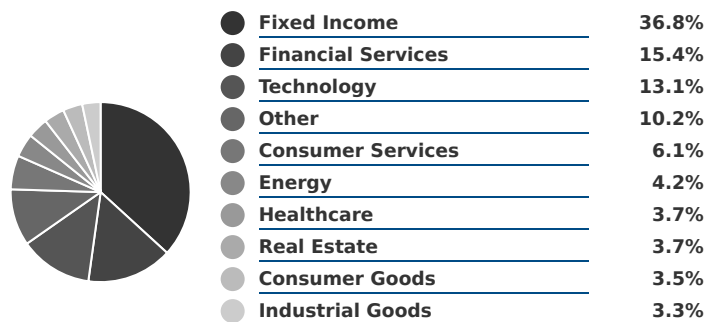 Fixed Income 36.8%
Financial Services 15.4%
Technology 13.1%
Other 10.2%
Consumer Services 6.1%
Energy 4.2%
Healthcare 3.7%
Real Estate 3.7%
Consumer Goods 3.5%
Industrial Goods 3.3%